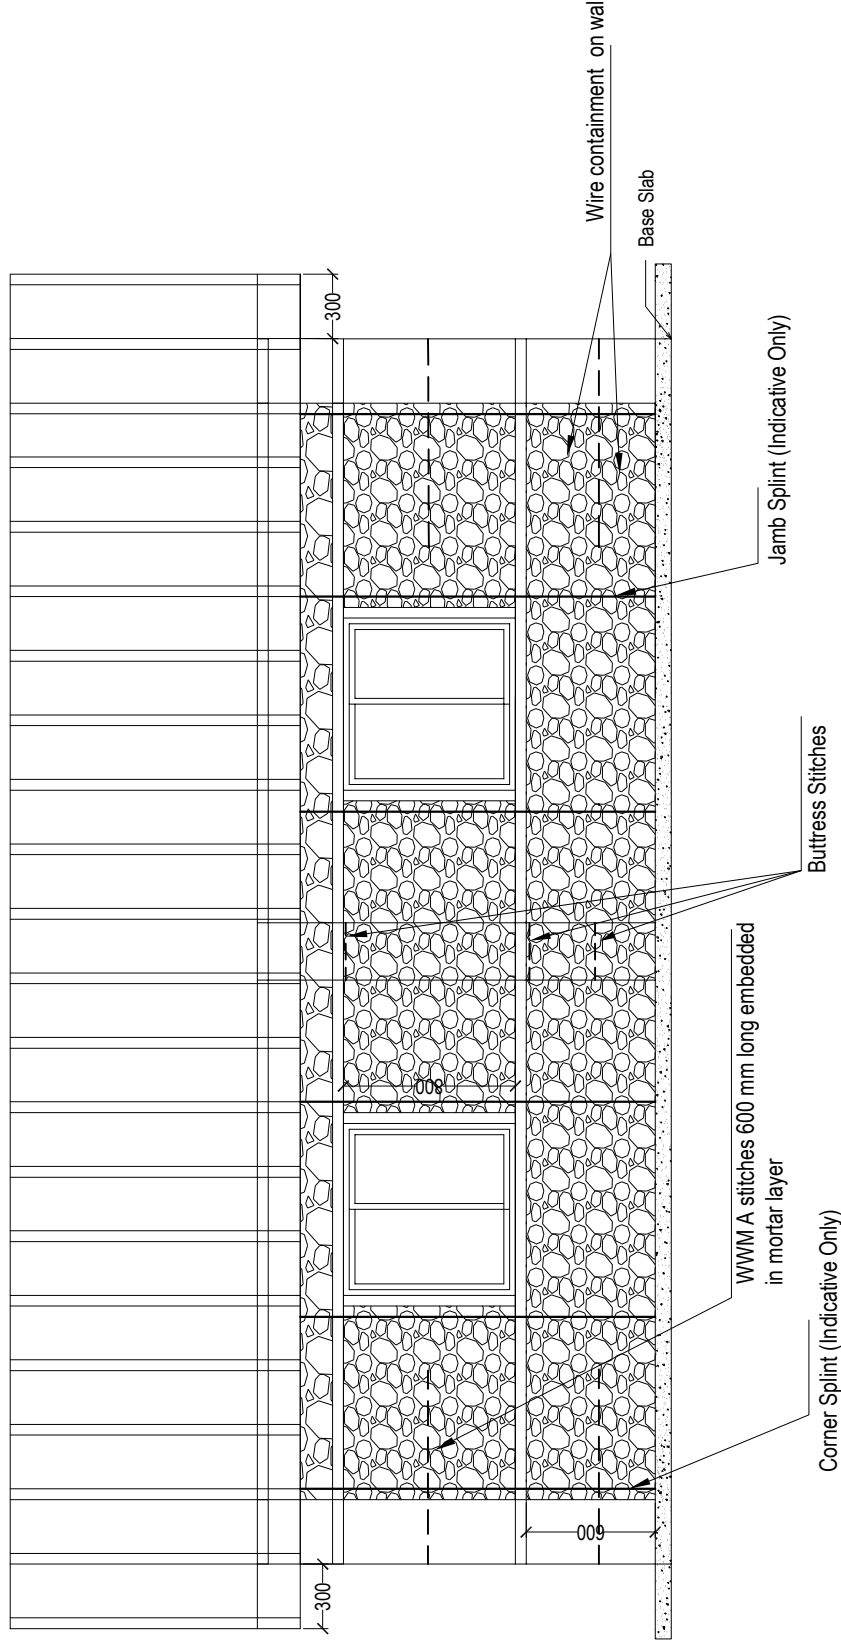 300
300
800
600
Wire containment on wal
Base Slab
WWM A stitches 600 mm long embedded
in mortar layer
Jamb Splint (Indicative Only)
Corner Splint (Indicative Only)
Buttress Stitches